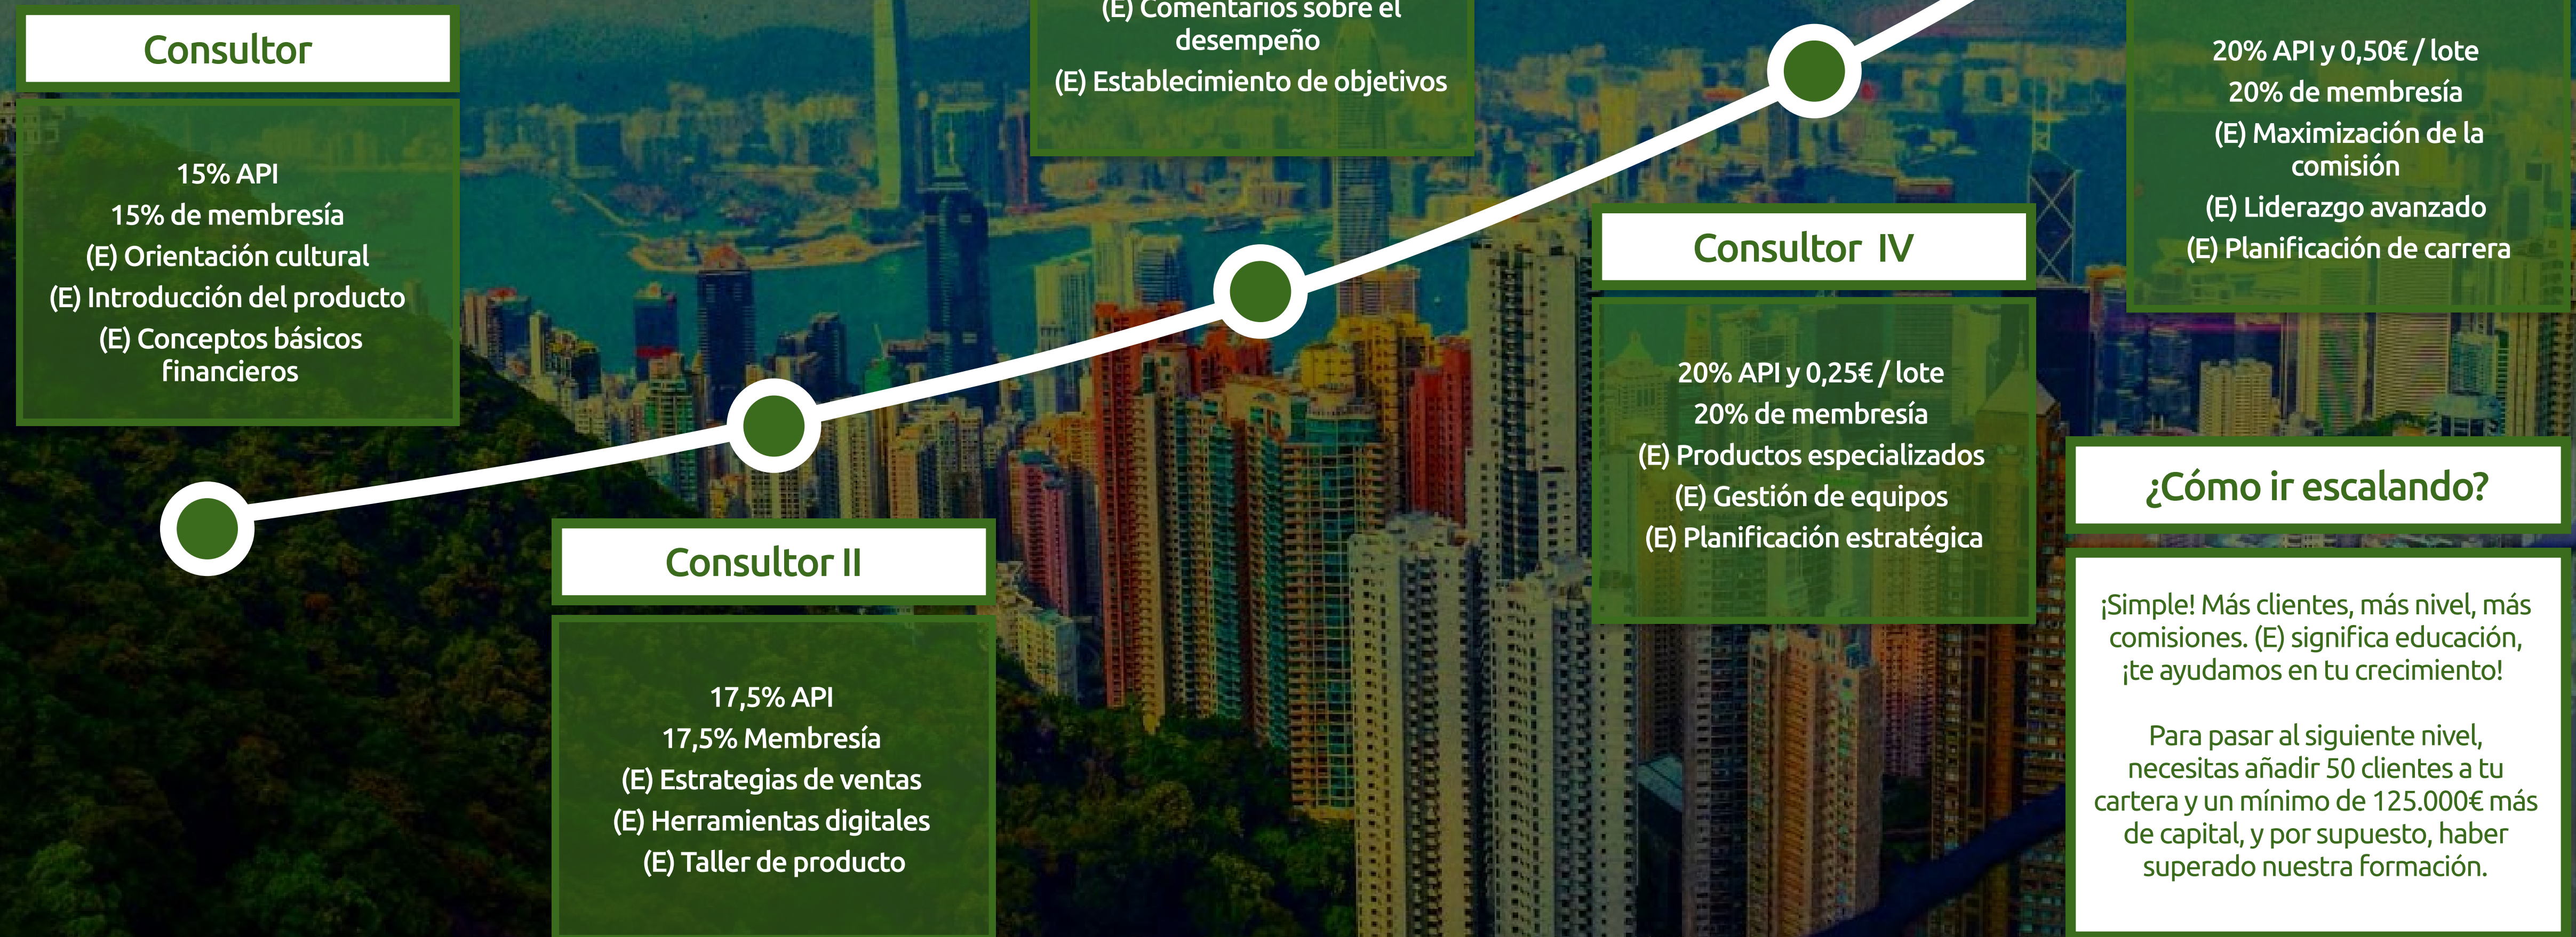 Consultor
15% API
15% de membresía
(E) Orientación cultural
(E) Introducción del producto
(E) Conceptos básicos
financieros
Consultor II
17,5% API
17,5% Membresía
(E) Estrategias de ventas
(E) Herramientas digitales
(E) Taller de producto
(E) Comentarios sobre el
desempeño
(E) Establecimiento de objetivos
Consultor IV
20% API y 0,25€ / lote
20% de membresía
(E) Productos especializados
(E) Gestión de equipos
(E) Planificación estratégica
20% API y 0,50€ / lote
20% de membresía
(E) Maximización de la
comisión
(E) Liderazgo avanzado
(E) Planificación de carrera
¿Cómo ir escalando?
¡Simple! Más clientes, más nivel, más
comisiones. (E) significa educación,
¡te ayudamos en tu crecimiento!
Para pasar al siguiente nivel,
necesitas añadir 50 clientes a tu
cartera y un mínimo de 125.000€ más
de capital, y por supuesto, haber
superado nuestra formación.